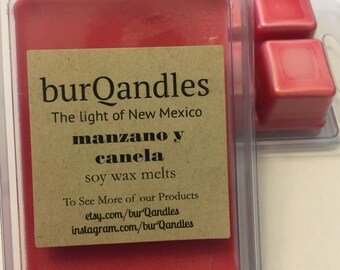 burQandles
The light of New Mexico
manzano y
canela
soy wax melts
To See More of our Products
etsy.com/burQandles
instagram.com/burQandles